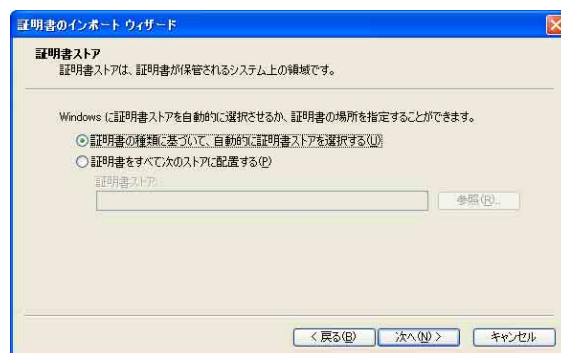 証明書のインポート ウィザード
証明書ストア
証明書ストアは、証明書が保管されるシステム上の領域です。
Windows に証明書ストアを自動的に選択させるか、証明書の場所を指定することができます。
証明書の種類に基づいて、自動的に証明書ストアを選択する(U)
証明書をすべて次のストアに配置する(P)
証明書ストア:
参照(R)...
< 戻る(B)
次へ(N) >
キャンセル